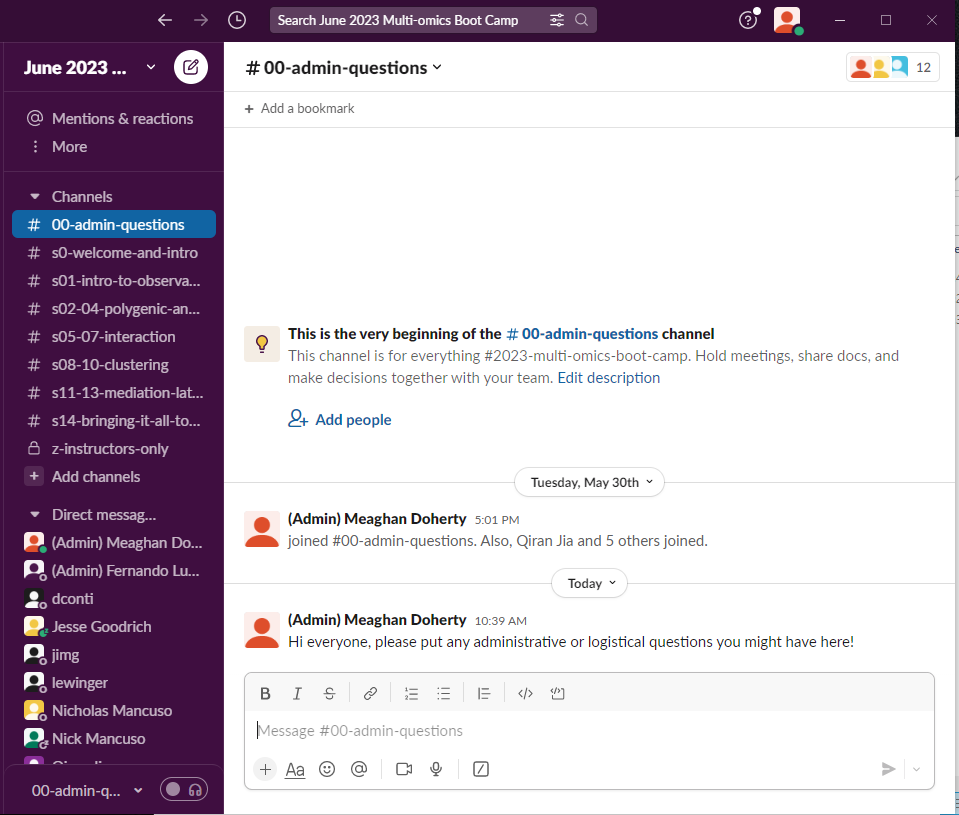 Search June 2023 Multi-omics Boot Camp
June 2023 ...
# 00-admin-questions
12
+ Add a bookmark
@ Mentions & reactions
More
Channels
# 00-admin-questions
# s0-welcome-and-intro
# s01-intro-to-observa...
# s02-04-polygenic-an...
# s05-07-interaction
# s08-10-clustering
# s11-13-mediation-lat...
# s14-bringing-it-all-to...
z-instructors-only
+ Add channels
Direct messag...
(Admin) Meaghan Do...
(Admin) Fernando Lu...
dconti
Jesse Goodrich
jimg
lewinger
Nicholas Mancuso
Nick Mancuso
00-admin-q...
This is the very beginning of the # 00-admin-questions channel
This channel is for everything #2023-multi-omics-boot-camp. Hold meetings, share docs, and
make decisions together with your team. Edit description
Add people
Tuesday, May 30th
(Admin) Meaghan Doherty 5:01 PM
joined #00-admin-questions. Also, Qiran Jia and 5 others joined.
Today
(Admin) Meaghan Doherty 10:39 AM
Hi everyone, please put any administrative or logistical questions you might have here!
B I S
Message #00-admin-questions
+ Aa @